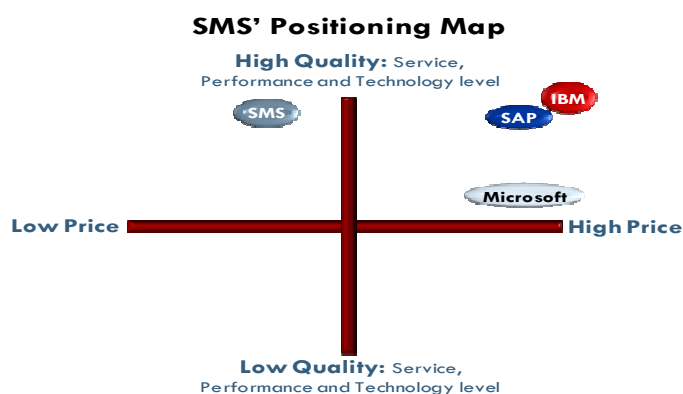 SMS' Positioning Map
High Quality: Service,
Performance and Technology level
IBM
SMS
SAP
Microsoft
Low Price
High Price
Low Quality: Service,
Performance and Technology level